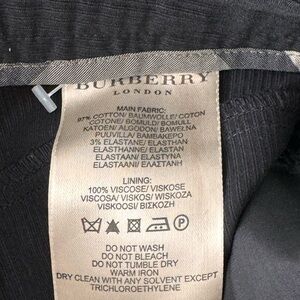 BURBERRY
LONDON
MAIN FABRIC:
97% COTTON/ BAUMWOLLE/ COTON
COTONE/ BOMULD/ BOMULL
KATOEN/ ALGODON/ BAWEŁNA
PUUVILLA/ ΒΑΜΒΑΚΕΡΟ
3% ELASTANE/ ELASTHAN
ELASTHANNE/ ELASTAN
ELASTAANI/ ELASTYNA
ELASTAAN/ ΕΛΑΣΤΑΝΗ
LINING:
100% VISCOSE/ VISKOSE
VISCOSA/ VISKOS/ WISKOZA
VISKOOSI/ ΒΙΣΚΟΖΗ
P
DO NOT WASH
DO NOT BLEACH
DO NOT TUMBLE DRY
WARM IRON
DRY CLEAN WITH ANY SOLVENT EXCEPT
TRICHLOROETHYLENE